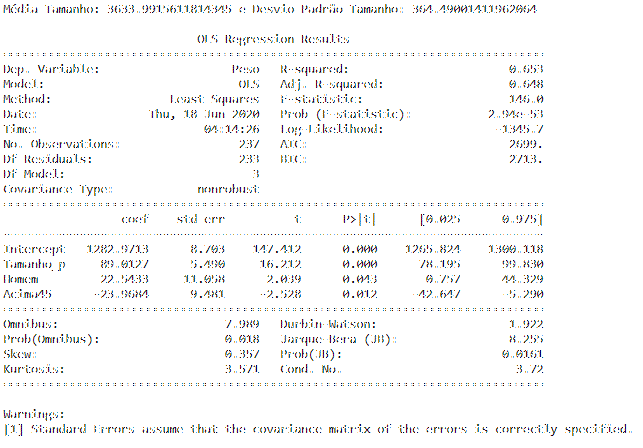 Média Tamanho: 3633.9915611814345 e Desvio Padrão Tamanho: 364.49001411962064
OLS Regression Results
Dep. Variable: Peso R-squared: 0.653
Model: OLS Adj. R-squared: 0.648
Method: Least Squares F-statistic: 146.0
Date: Thu, 18 Jun 2020 Prob (F-statistic): 2.94e-53
Time: 04:14:26 Log-Likelihood: -1345.7
No. Observations: 237 AIC: 2699.
Df Residuals: 233 BIC: 2713.
Df Model: 3
Covariance Type: nonrobust
coef std err t P>|t| [0.025 0.975]
Intercept 1282.9713 8.703 147.412 0.000 1265.824 1300.118
Tamanho_p 89.0127 5.490 16.212 0.000 78.195 99.830
Homem 22.5433 11.058 2.039 0.043 0.757 44.329
Acima45 -23.9684 9.481 -2.528 0.012 -42.647 -5.290
Omnibus: 7.989 Durbin-Watson: 1.922
Prob(Omnibus): 0.018 Jarque-Bera (JB): 8.255
Skew: 0.357 Prob(JB): 0.0161
Kurtosis: 3.571 Cond. No. 3.72
Warnings:
[1] Standard Errors assume that the covariance matrix of the errors is correctly specified.